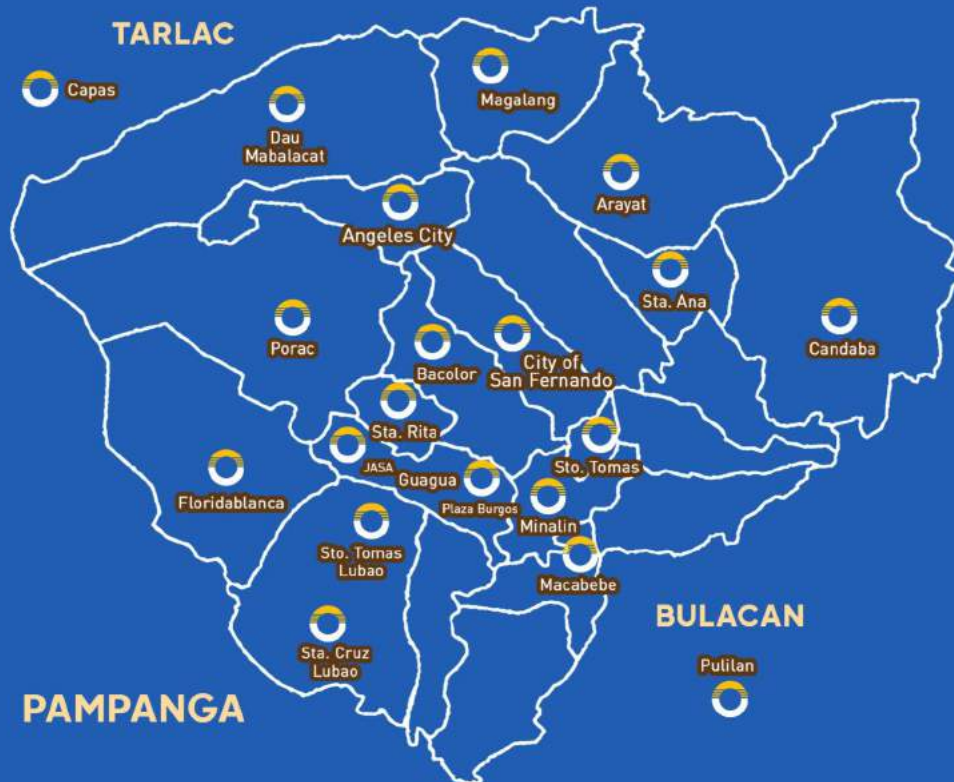 TARLAC
Capas
Magalang
Dau
Mabalacat
Arayat
Angeles City
Sta. Ana
Porac
Bacolor
City of
San Fernando
Candaba
Sta. Rita
JASA
Guagua
Plaza Burgos
Sto. Tomas
Floridablanca
Minalin
Sto. Tomas
Lubao
Macabebe
BULACAN
Sta. Cruz
Lubao
Pulilan
PAMPANGA